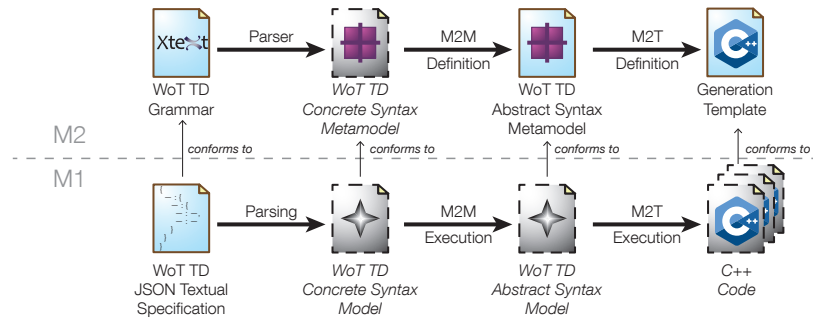 Xtext
Parser
M2M
Definition
M2T
Definition
C++
WoT TD
Grammar
WoT TD
Concrete Syntax
Metamodel
WoT TD
Abstract Syntax
Metamodel
Generation
Template
M2
conforms to
conforms to
conforms to
conforms to
M1
{
— : {
— : —,
— : —
}
}
Parsing
M2M
Execution
M2T
Execution
C++
WoT TD
JSON Textual
Specification
WoT TD
Concrete Syntax
Model
WoT TD
Abstract Syntax
Model
C++
Code